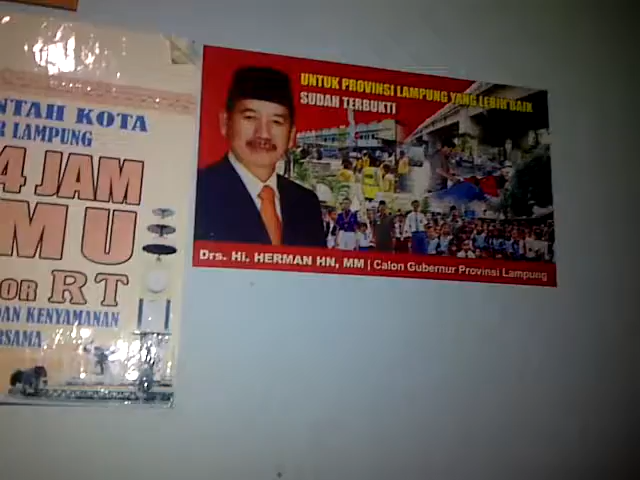 NTAH KOTA
R LAMPUNG
4 JAM
M U
OR RT
DAN KENYAMANAN
ERSAMA
UNTUK PROVINSI LAMPUNG YANG LEBIH BAIK
SUDAH TERBUKTI
Drs. Hi. HERMAN HN, MM | Calon Gubernur Provinsi Lampung